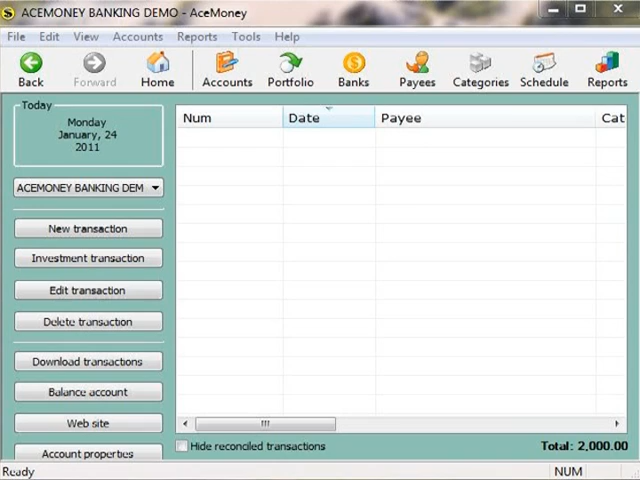 ACEMONEY BANKING DEMO - AceMoney
File Edit View Accounts Reports Tools Help
Back Forward Home Accounts Portfolio Banks Payees Categories Schedule Reports
Today
Monday
January, 24
2011
ACEMONEY BANKING DEM
New transaction
Investment transaction
Edit transaction
Delete transaction
Download transactions
Balance account
Web site
Account properties
Num Date Payee Cat
Hide reconciled transactions Total: 2,000.00
Ready NUM